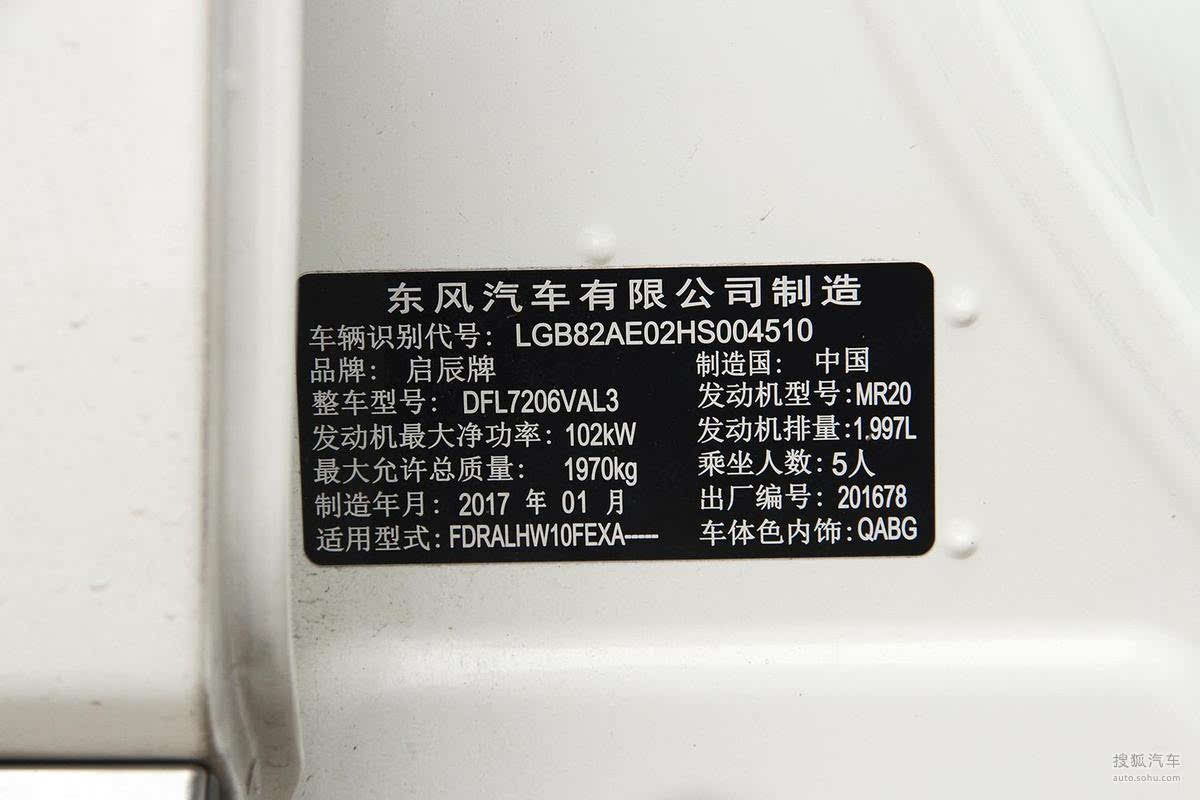 东风汽车有限公司制造
车辆识别代号: LGB82AE02HS004510
品牌: 启辰牌 制造国: 中国
整车型号: DFL7206VAL3 发动机型号:MR20
发动机最大净功率: 102kW 发动机排量:1.997L
最大允许总质量: 1970kg 乘坐人数: 5人
制造年月: 2017 年 01 月 出厂编号: 201678
适用型式: FDRALHW10FEXA----- 车体色内饰:QABG
搜狐汽车
auto.sohu.com